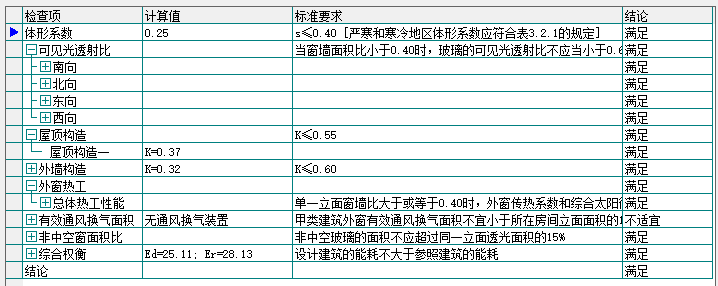 检查项 计算值 标准要求 结论
体形系数 0.25 s≤0.40 [严寒和寒冷地区体形系数应符合表3.2.1的规定] 满足
可见光透射比 当窗墙面积比小于0.40时，玻璃的可见光透射比不应当小于0.6 满足
南向 满足
北向 满足
东向 满足
西向 满足
屋顶构造 K≤0.55 满足
屋顶构造一 K=0.37 满足
外墙构造 K=0.32 K≤0.60 满足
外窗热工 满足
总体热工性能 单一立面窗墙比大于或等于0.40时，外窗传热系数和综合太阳 满足
有效通风换气面积 无通风换气装置 甲类建筑外窗有效通风换气面积不宜小于所在房间立面面积的 不适宜
非中空窗面积比 非中空玻璃的面积不应超过同一立面透光面积的15% 满足
综合权衡 Ed=25.11; Er=28.13 设计建筑的能耗不大于参照建筑的能耗 满足
结论 满足